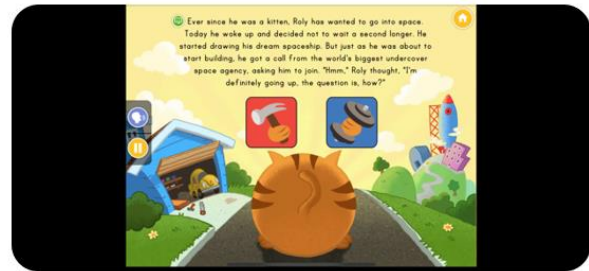 Ever since he was a kitten, Roly has wanted to go into space.
Today he woke up and decided not to wait a second longer. He
started drawing his dream spaceship. But just as he was about to
start building, he got a call from the world's biggest undercover
space agency, asking him to join. "Hmm," Roly thought, "I'm
definitely going up, the question is, how?"